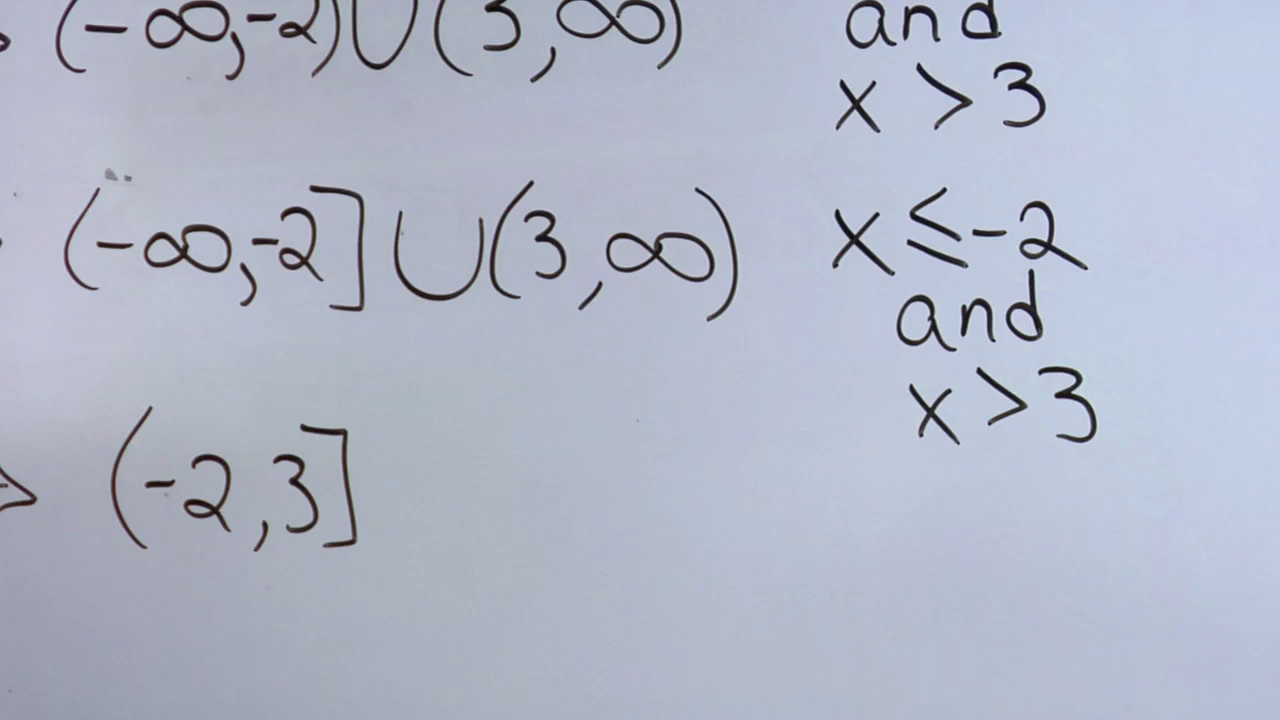 (-∞,-2)∪(3,∞)
and
x > 3
(-∞,-2]∪(3,∞)
x≤-2
and
x>3
(-2,3]